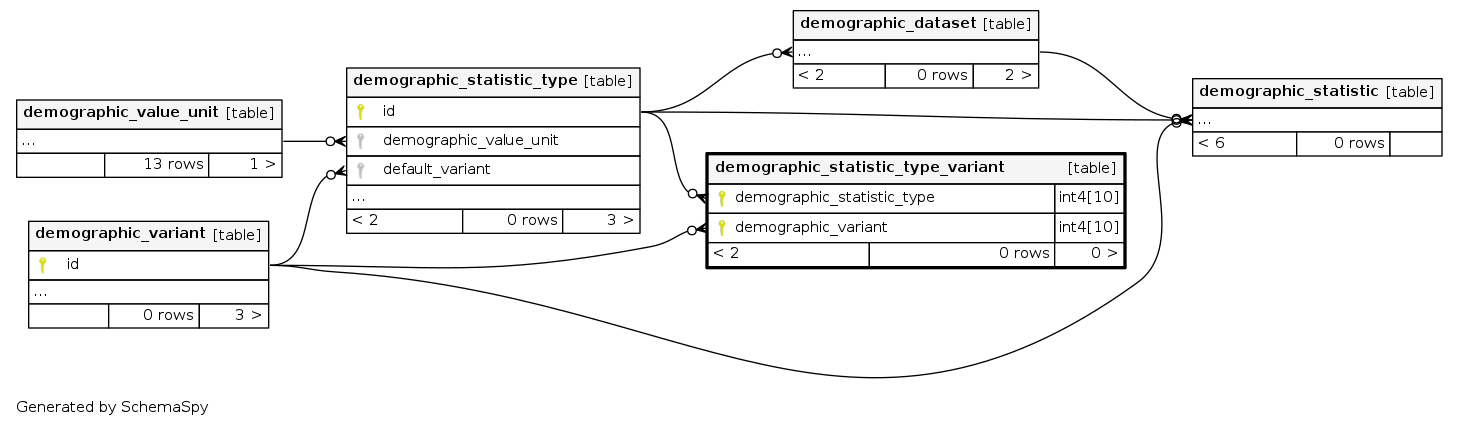 demographic_dataset [table]
...
< 2 0 rows 2 >
demographic_statistic_type [table]
id
demographic_value_unit
default_variant
...
< 2 0 rows 3 >
demographic_statistic [table]
...
< 6 0 rows
demographic_value_unit [table]
...
13 rows 1 >
demographic_statistic_type_variant [table]
demographic_statistic_type int4[10]
demographic_variant int4[10]
< 2 0 rows 0 >
demographic_variant [table]
id
...
0 rows 3 >
Generated by SchemaSpy